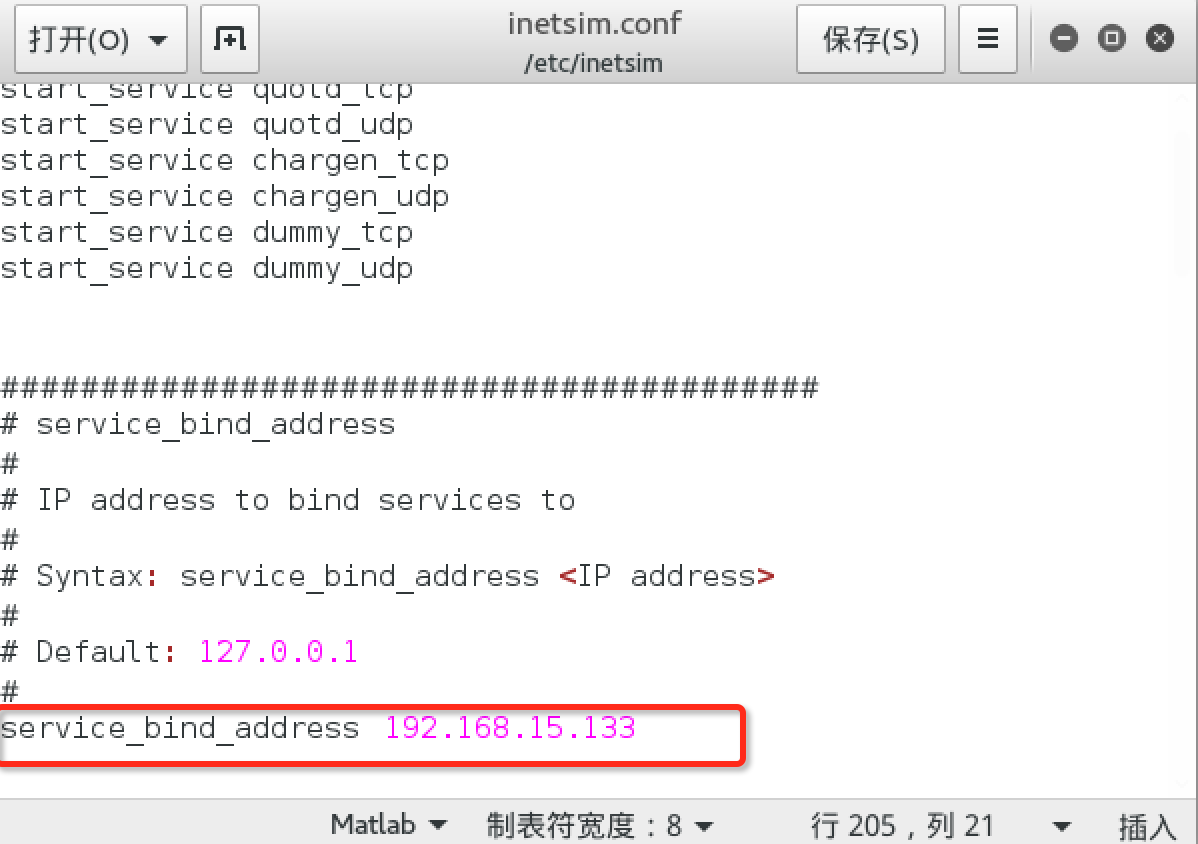 打开(O)
inetsim.conf
/etc/inetsim
保存(S)
start_service quotd_tcp
start_service quotd_udp
start_service chargen_tcp
start_service chargen_udp
start_service dummy_tcp
start_service dummy_udp
#########################################
# service_bind_address
#
# IP address to bind services to
#
# Syntax: service_bind_address <IP address>
#
# Default: 127.0.0.1
#
service_bind_address 192.168.15.133
Matlab 制表符宽度：8 行 205，列 21 插入